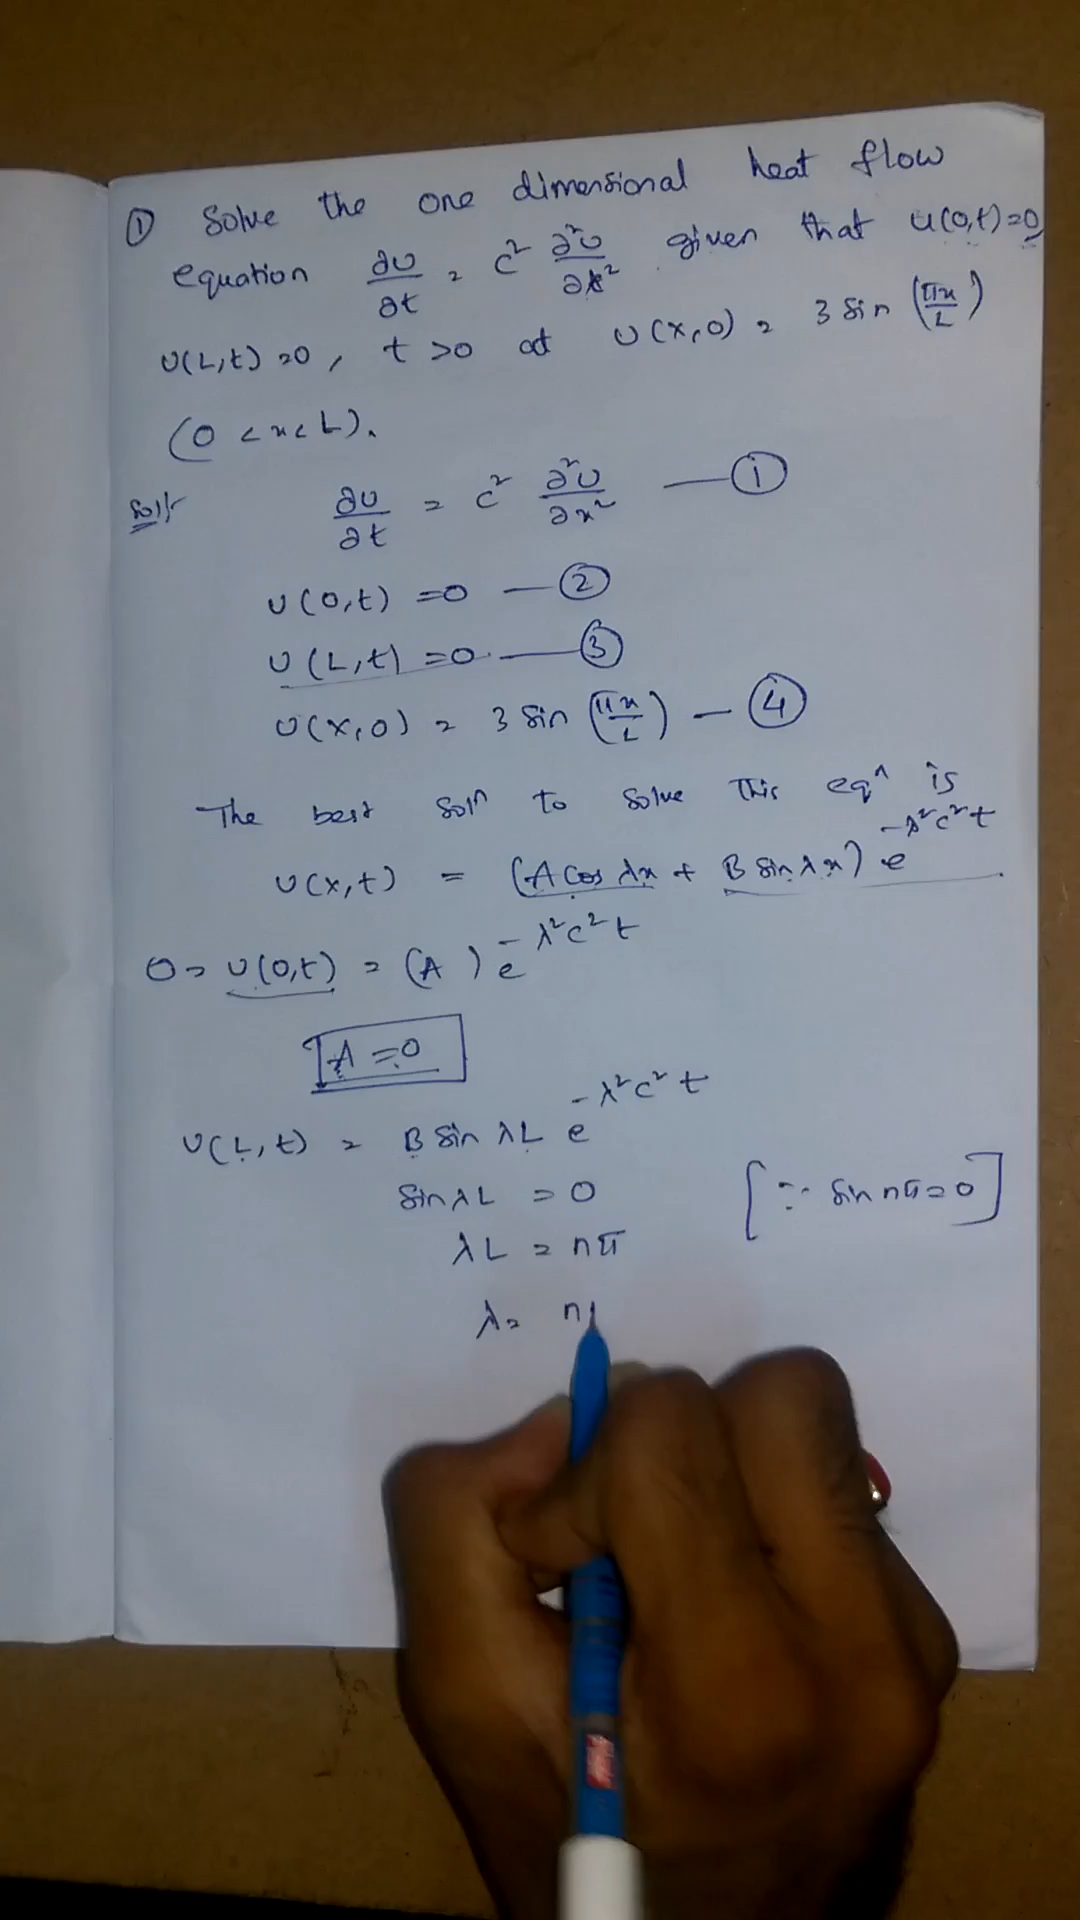 ① Solve the one dimensional heat flow
equation ∂U/∂t = c² ∂²U/∂x² given that u(0,t)=0
U(L,t)=0, t>0 at U(x,0) = 3 Sin (πx/L)
(0<x<L).
Sol:- ∂U/∂t = c² ∂²U/∂x² — ①
U(0,t) =0 — ②
U(L,t) =0 — ③
U(x,0) = 3 Sin (πx/L) — ④
The best solⁿ to solve this eqⁿ is
U(x,t) = (A Cos λx + B Sin λx) e^-λ²c²t
0 = U(0,t) = (A) e^-λ²c²t
A=0
U(L,t) = B Sin λL e^-λ²c²t
Sin λL = 0 [∵ Sin nπ=0]
λL = nπ
λ= n